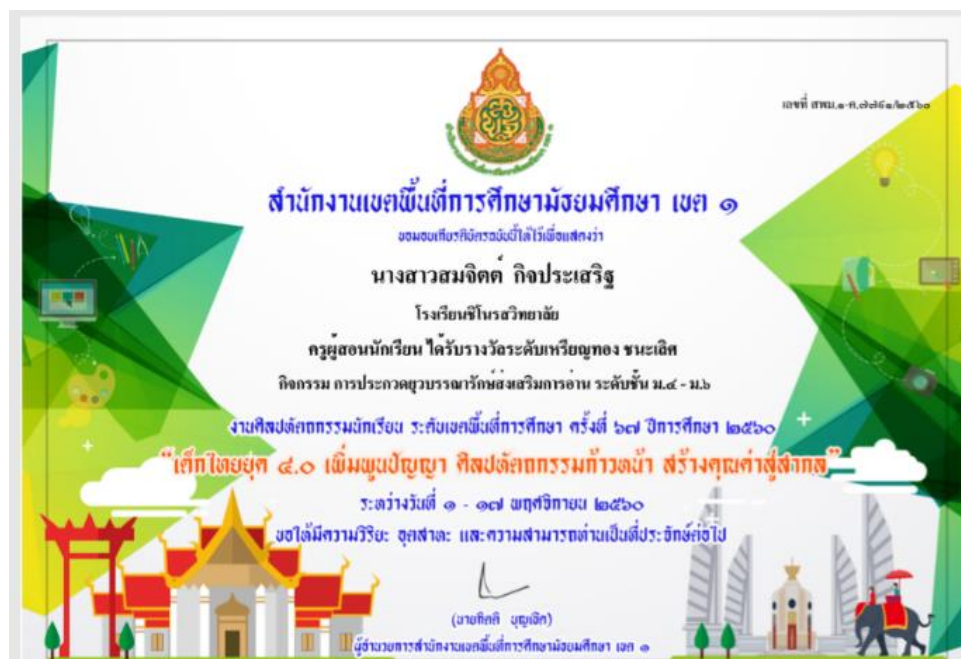 เลขที่ สพม.๑-ค.๗๗๕๑/๒๕๖๐
สำนักงานเขตพื้นที่การศึกษามัธยมศึกษา เขต ๑
ขอมอบเกียรติบัตรฉบับนี้ไว้เพื่อแสดงว่า
นางสาวสมจิตต์ กิจประเสริฐ
โรงเรียนชิโนรสวิทยาลัย
ครูผู้สอนนักเรียน ได้รับรางวัลระดับเหรียญทอง ชนะเลิศ
กิจกรรม การประกวดยุวบรรณารักษ์ส่งเสริมการอ่าน ระดับชั้น ม.๔ - ม.๖
งานศิลปหัตถกรรมนักเรียน ระดับเขตพื้นที่การศึกษา ครั้งที่ ๖๗ ปีการศึกษา ๒๕๖๐
"เด็กไทยยุค ๔.๐ เพิ่มพูนปัญญา ศิลปหัตถกรรมก้าวหน้า สร้างคุณค่าสู่สากล"
ระหว่างวันที่ ๑ - ๑๗ พฤศจิกายน ๒๕๖๐
ขอให้มีความวิริยะ อุตสาหะ และความสามารถท่านเป็นที่ประจักษ์ต่อไป
ผู้อำนวยการสำนักงานเขตพื้นที่การศึกษามัธยมศึกษา เขต ๑